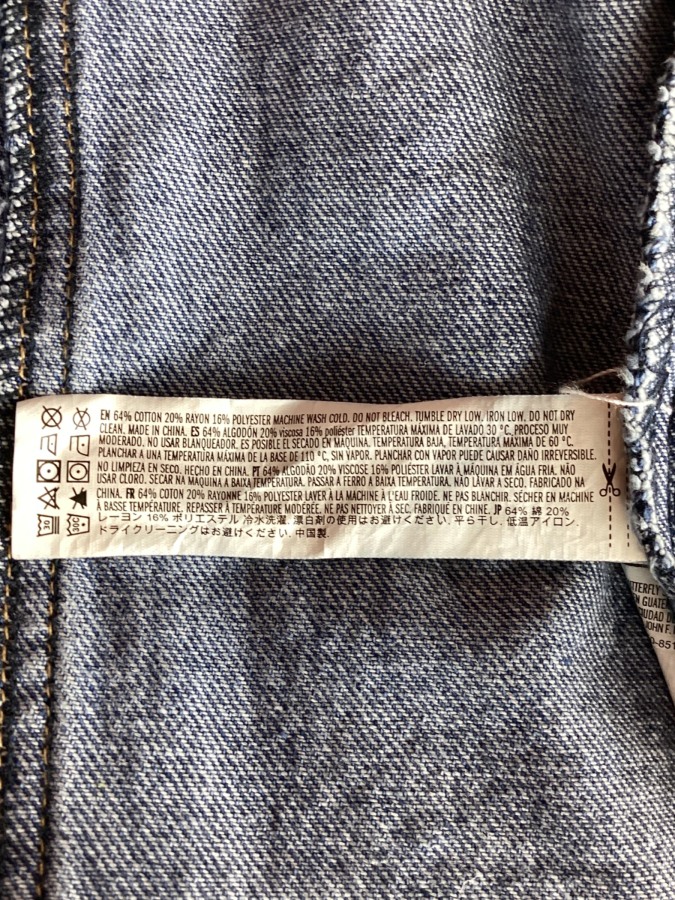 EN 64% COTTON 20% RAYON 16% POLYESTER MACHINE WASH COLD. DO NOT BLEACH. TUMBLE DRY LOW. IRON LOW. DO NOT DRY
CLEAN. MADE IN CHINA. ES 64% ALGODÓN 20% viscosa 16% poliéster TEMPERATURA MÁXIMA DE LAVADO 30 °C. PROCESO MUY
MODERADO. NO USAR BLANQUEADOR. ES POSIBLE EL SECADO EN MÁQUINA. TEMPERATURA BAJA, TEMPERATURA MÁXIMA DE 60 °C.
PLANCHAR A UNA TEMPERATURA MÁXIMA DE LA BASE DE 110 °C, SIN VAPOR. PLANCHAR CON VAPOR PUEDE CAUSAR DAÑO IRREVERSIBLE.
NO LIMPIEZA EN SECO. HECHO EN CHINA. PT 64% ALGODÃO 20% VISCOSE 16% POLIÉSTER LAVAR À MÁQUINA EM ÁGUA FRIA. NÃO
USAR CLORO. SECAR NA MAQUINA A BAIXA TEMPERATURA. PASSAR A FERRO A BAIXA TEMPERATURA. NÃO LAVAR A SECO. FABRICADO NA
CHINA. FR 64% COTON 20% RAYONNE 16% POLYESTER LAVER À LA MACHINE À L'EAU FROIDE. NE PAS BLANCHIR. SÉCHER EN MACHINE
À BASSE TEMPÉRATURE. REPASSER À TEMPÉRATURE MODÉRÉE. NE PAS NETTOYER À SEC. FABRIQUÉ EN CHINE. JP 64% 綿 20%
レーヨン 16% ポリエステル 冷水洗濯. 漂白剤の使用はお避けください. 平ら干し. 低温アイロン.
ドライクリーニングはお避けください. 中国製.
EN GUATE
JOHN F.
0-851